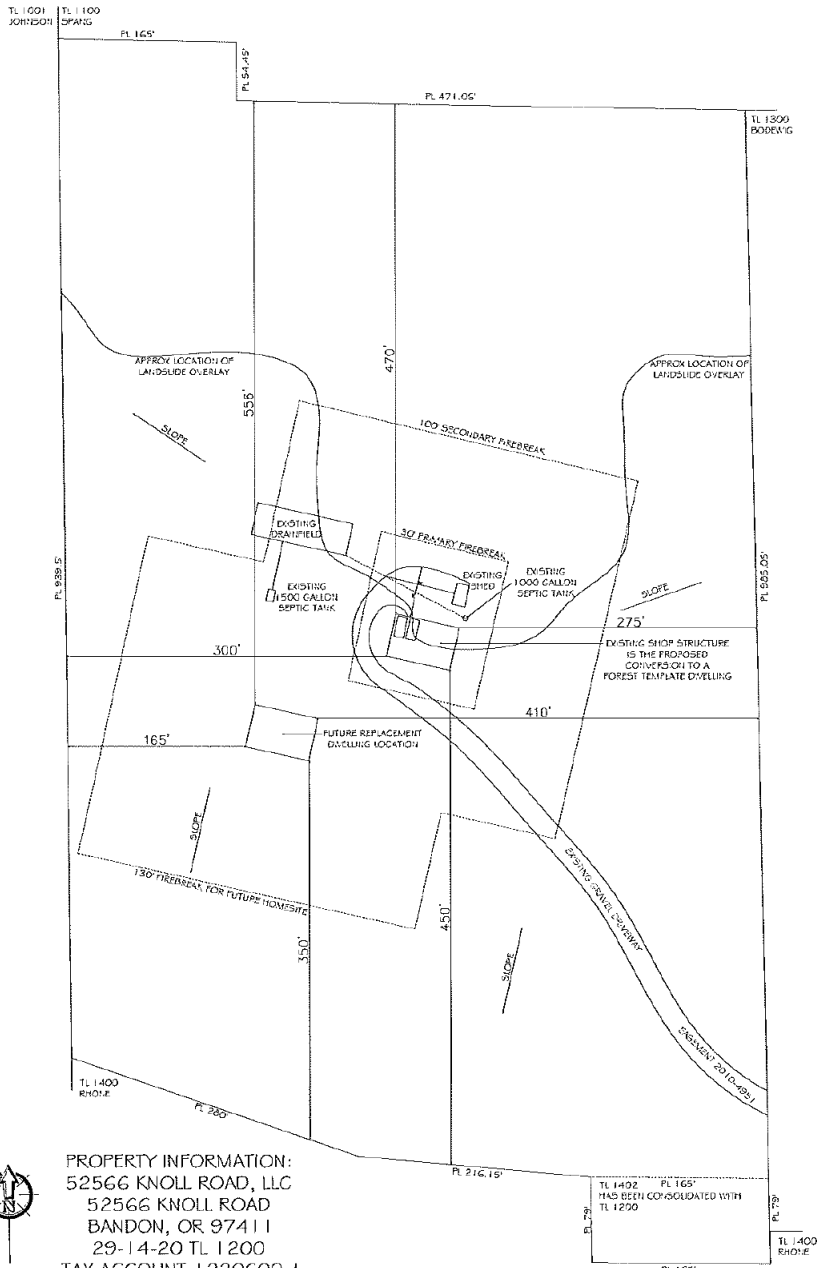 TL 1001
JOHNSON
TL 1100
SPANG
PL 165'
PL 54.45'
PL 471.06'
TL 1300
BODEWIG
APPROX LOCATION OF
LANDSLIDE OVERLAY
470'
APPROX LOCATION OF
LANDSLIDE OVERLAY
556'
SLOPE
100' SECONDARY FIREBREAK
EXISTING
DRAINFIELD
30' PRIMARY FIREBREAK
PL 939.5'
EXISTING
1500 GALLON
SEPTIC TANK
EXISTING
SHED
EXISTING
1000 GALLON
SEPTIC TANK
SLOPE
PL 985.05'
275'
300'
EXISTING SHOP STRUCTURE
IS THE PROPOSED
CONVERSION TO A
FOREST TEMPLATE DWELLING
410'
165'
FUTURE REPLACEMENT
DWELLING LOCATION
SLOPE
130' FIREBREAK FOR FUTURE HOMESITE
EXISTING GRAVEL DRIVEWAY
450'
350'
SLOPE
EASEMENT 2010-4951
TL 1400
RHONE
PL 280'
PL 216.15'
N
PROPERTY INFORMATION:
52566 KNOLL ROAD, LLC
52566 KNOLL ROAD
BANDON, OR 97411
29-14-20 TL 1200
TL 1402
PL 165'
HAS BEEN CONSOLIDATED WITH
TL 1200
PL 79'
PL 79'
TL 1400
RHONE
TAX ACCOUNT